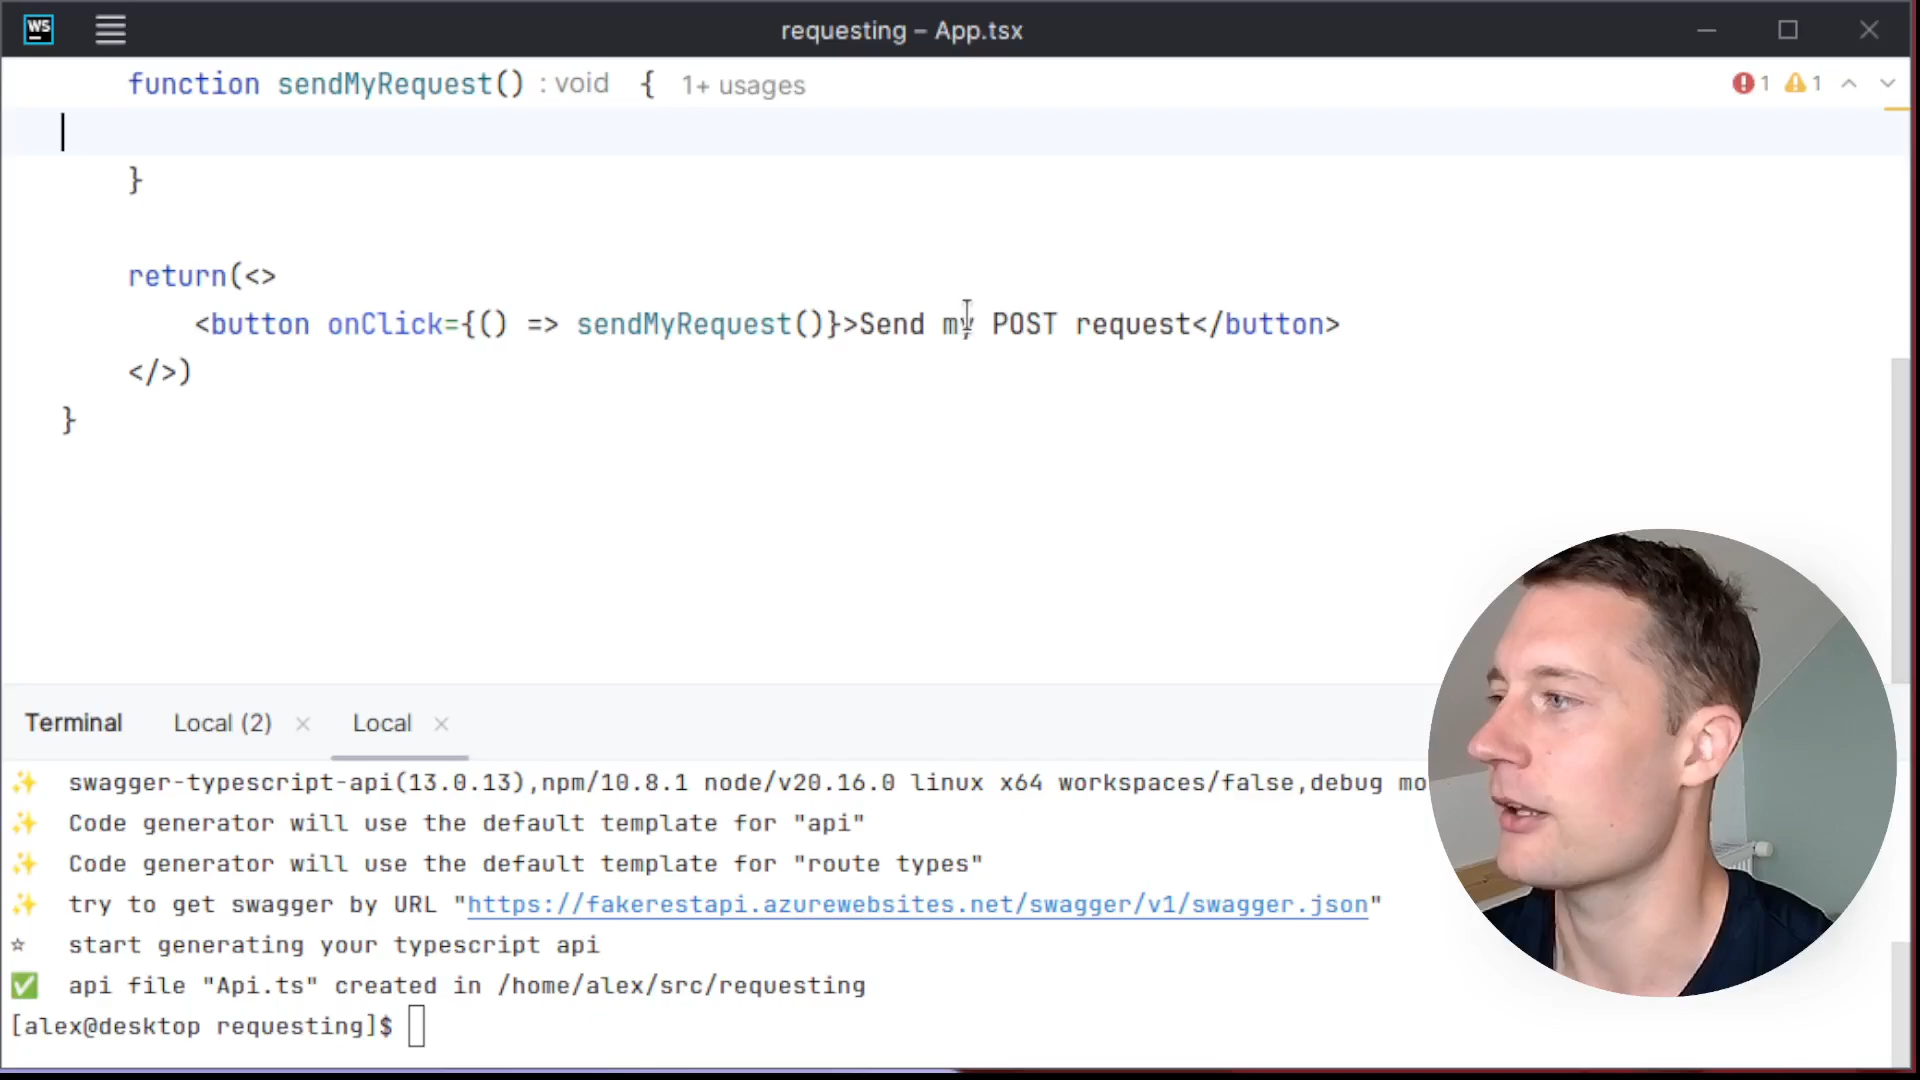 WS
requesting – App.tsx
function sendMyRequest() : void { 1+ usages
1 1
}
return(<>
<button onClick={() => sendMyRequest()}>Send my POST request</button>
</>)
}
Terminal Local (2) × Local ×
swagger-typescript-api(13.0.13),npm/10.8.1 node/v20.16.0 linux x64 workspaces/false,debug mo
Code generator will use the default template for "api"
Code generator will use the default template for "route types"
try to get swagger by URL "https://fakerestapi.azurewebsites.net/swagger/v1/swagger.json"
☆ start generating your typescript api
✅ api file "Api.ts" created in /home/alex/src/requesting
[alex@desktop requesting]$